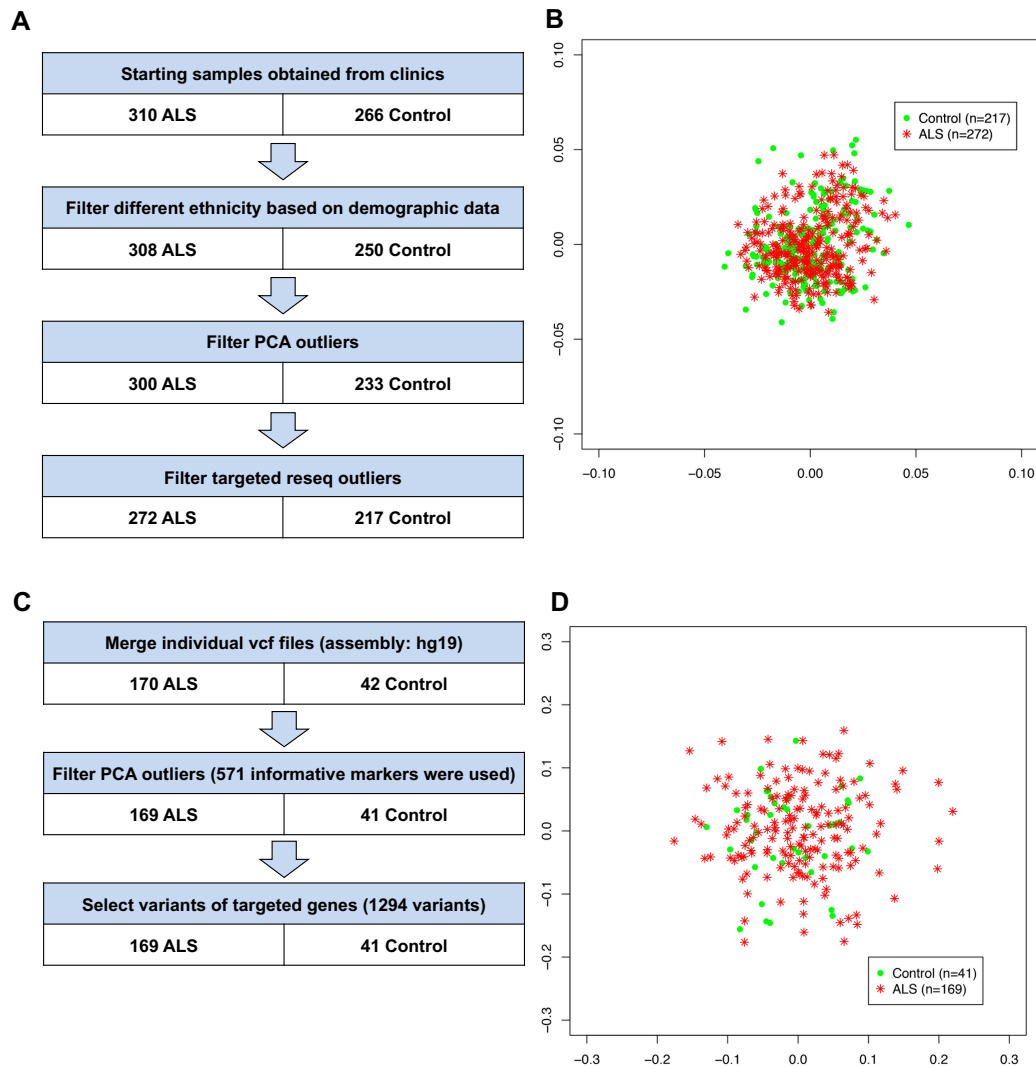 A
Starting samples obtained from clinics
310 ALS 266 Control
Filter different ethnicity based on demographic data
308 ALS 250 Control
Filter PCA outliers
300 ALS 233 Control
Filter targeted reseq outliers
272 ALS 217 Control
B
0.10
0.05
0.00
−0.05
−0.10
Control (n=217)
ALS (n=272)
−0.10 −0.05 0.00 0.05 0.10
C
Merge individual vcf files (assembly: hg19)
170 ALS 42 Control
Filter PCA outliers (571 informative markers were used)
169 ALS 41 Control
Select variants of targeted genes (1294 variants)
169 ALS 41 Control
D
0.3
0.2
0.1
0.0
−0.1
−0.2
−0.3
Control (n=41)
ALS (n=169)
−0.3 −0.2 −0.1 0.0 0.1 0.2 0.3